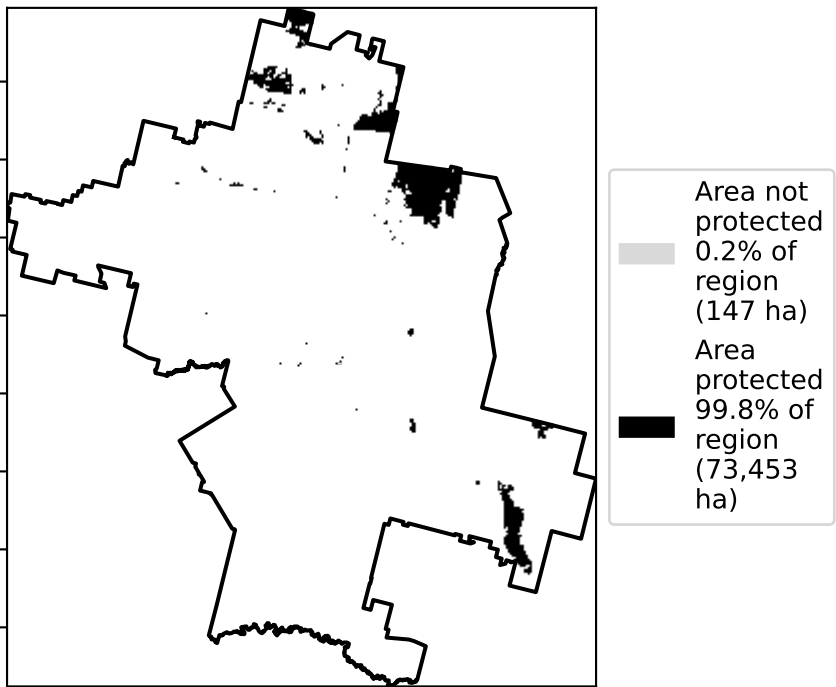 Area not
protected
0.2% of
region
(147 ha)
Area
protected
99.8% of
region
(73,453
ha)